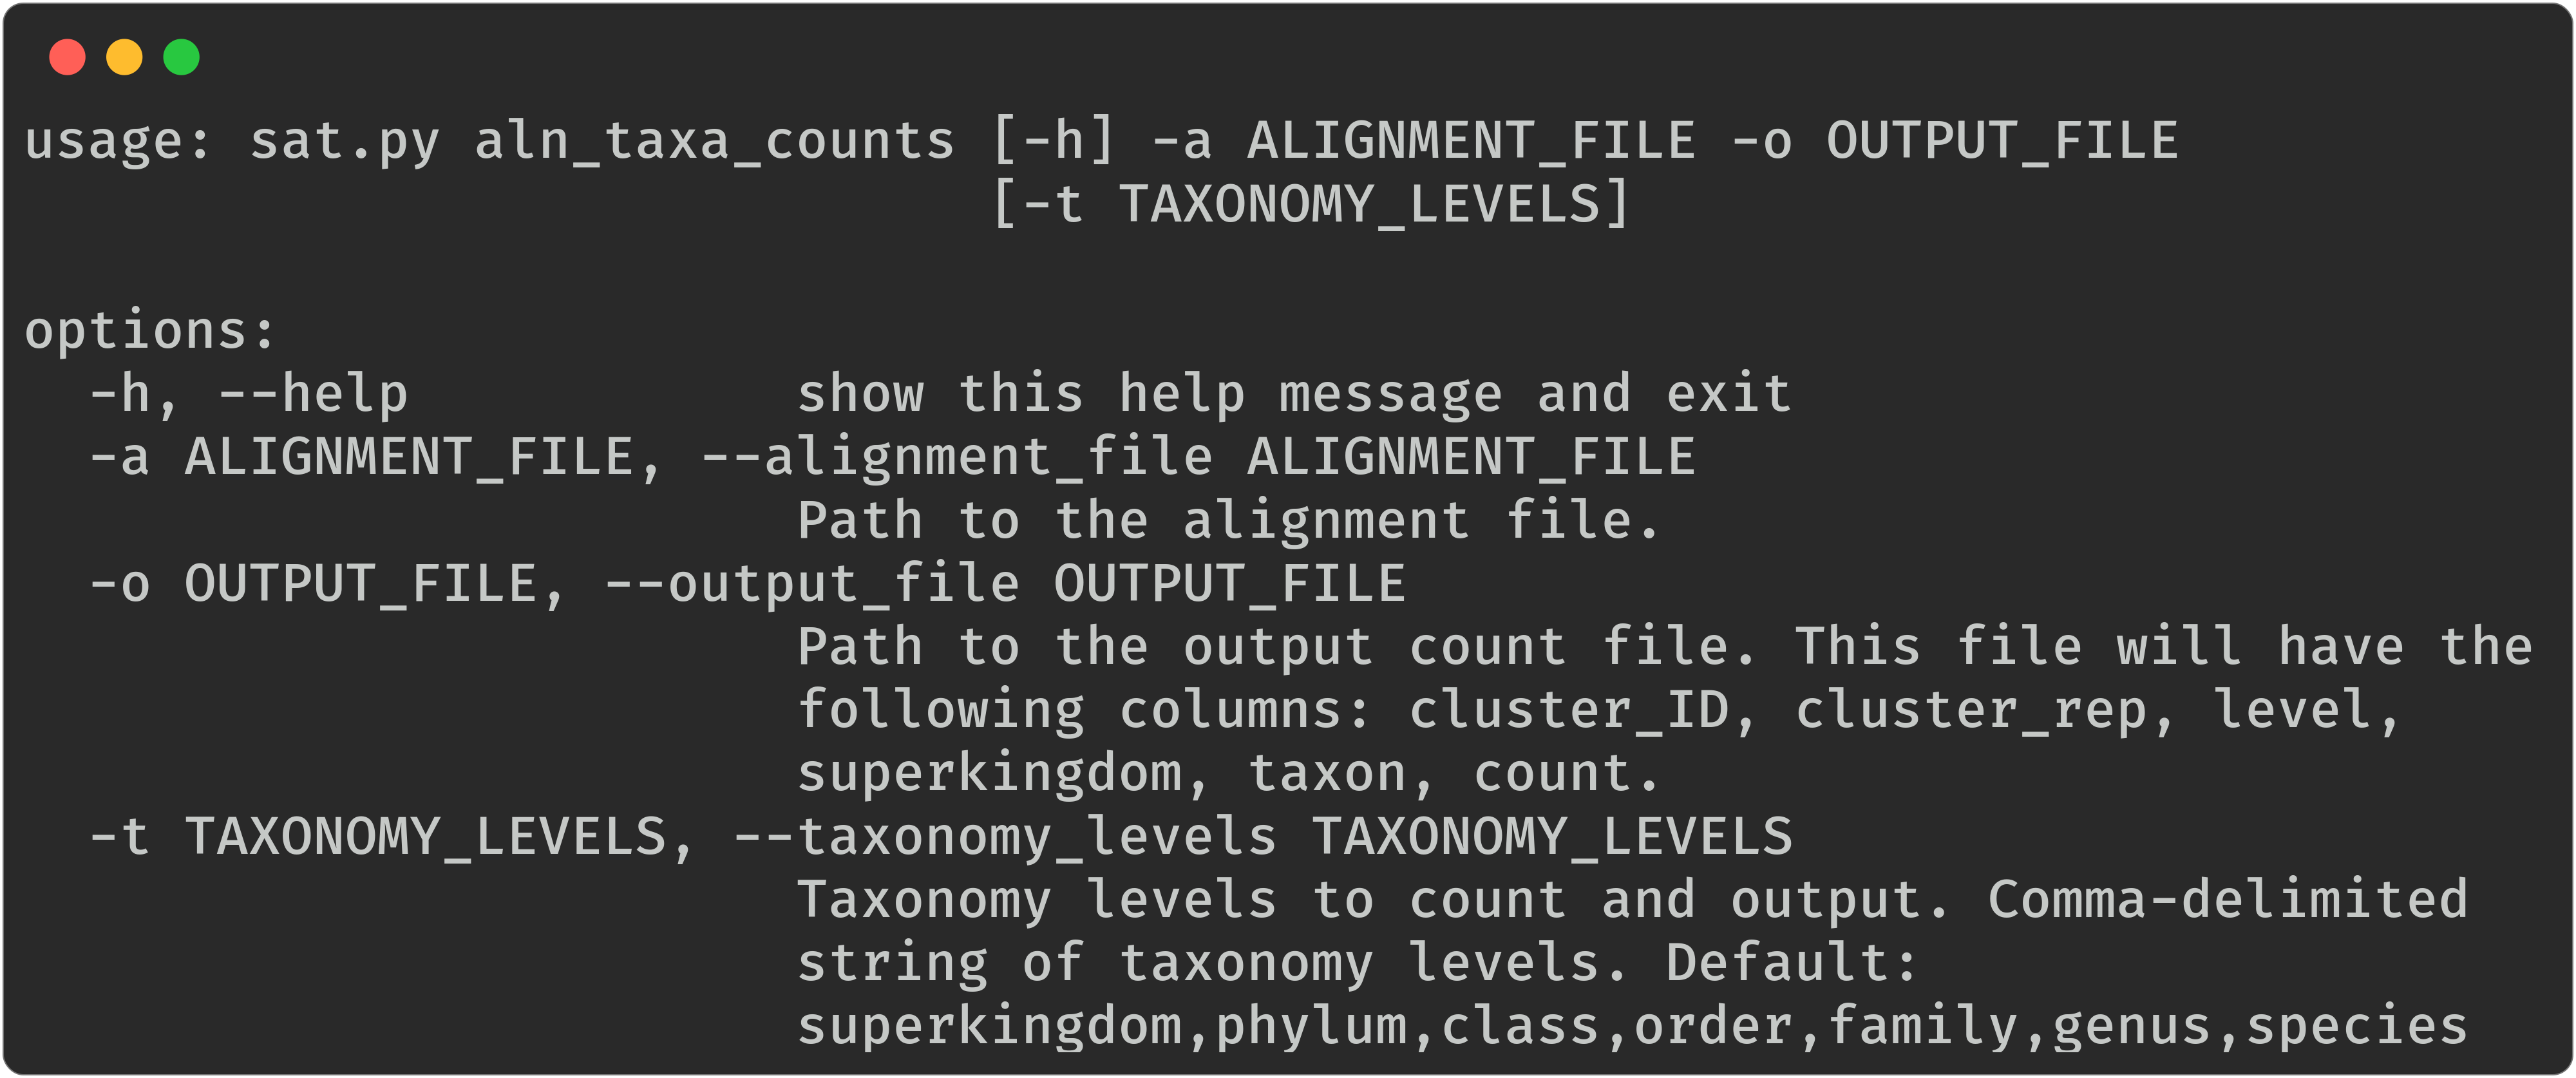 usage: sat.py aln_taxa_counts [-h] -a ALIGNMENT_FILE -o OUTPUT_FILE
                              [-t TAXONOMY_LEVELS]

options:
  -h, --help            show this help message and exit
  -a ALIGNMENT_FILE, --alignment_file ALIGNMENT_FILE
                        Path to the alignment file.
  -o OUTPUT_FILE, --output_file OUTPUT_FILE
                        Path to the output count file. This file will have the
                        following columns: cluster_ID, cluster_rep, level,
                        superkingdom, taxon, count.
  -t TAXONOMY_LEVELS, --taxonomy_levels TAXONOMY_LEVELS
                        Taxonomy levels to count and output. Comma-delimited
                        string of taxonomy levels. Default:
                        superkingdom,phylum,class,order,family,genus,species